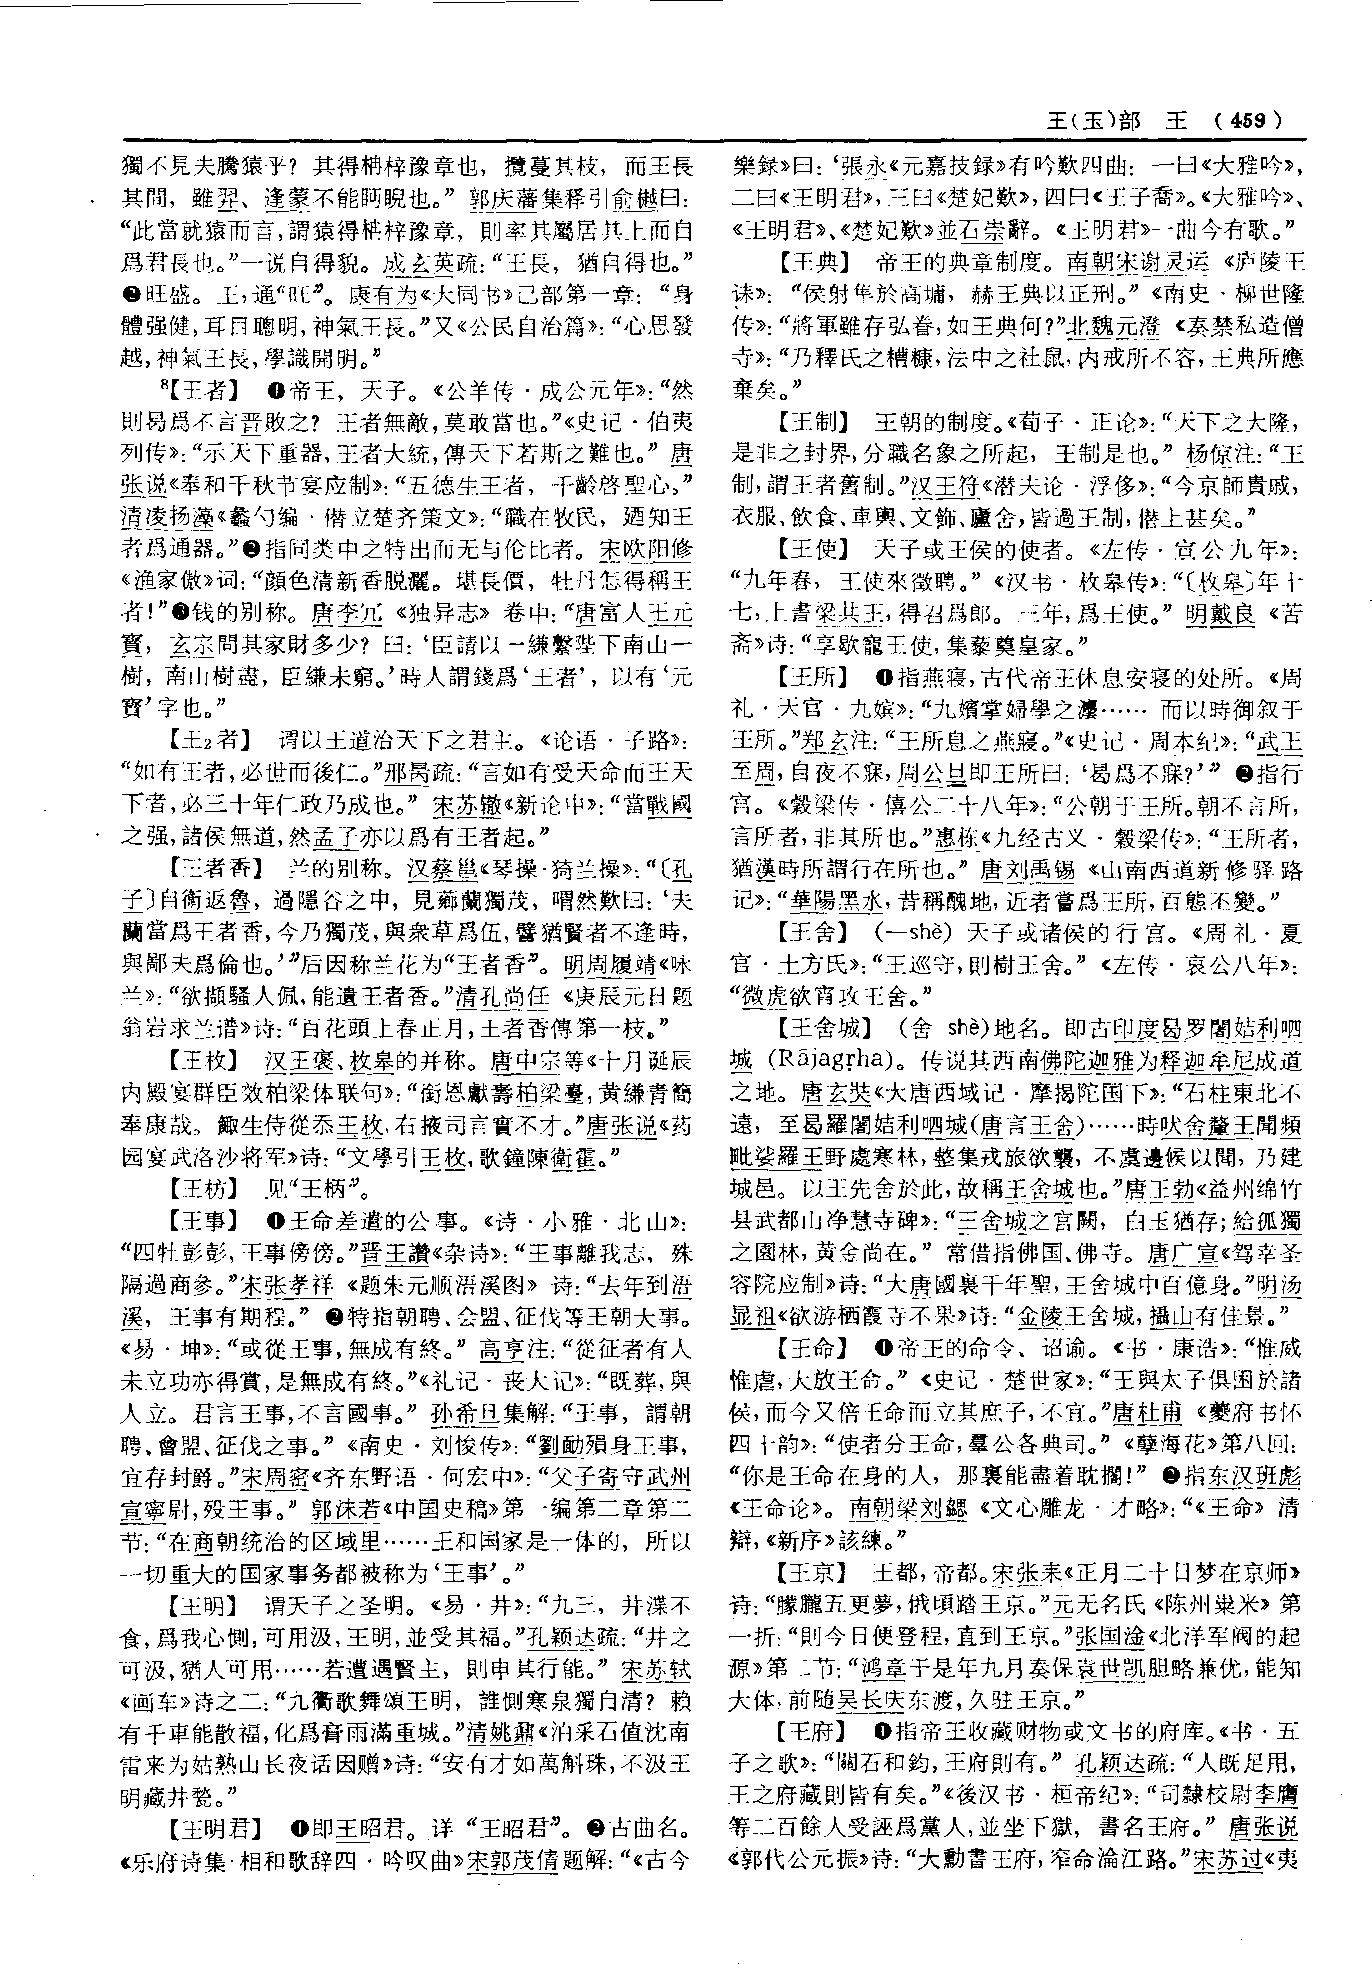 王(玉)部　王　(459)
獨不見夫騰猿乎？其得柟梓豫章也，攬蔓其枝，而王長
其間，雖羿、逢蒙不能眄睨也。”郭庆藩集释引俞樾曰：
“此當就猿而言，謂猿得柟梓豫章，則率其屬居其上而自
爲君長也。”一说自得貌。成玄英疏：“王長，猶自得也。”
❷旺盛。王，通“旺”。康有为《大同书》己部第一章：“身
體强健，耳目聰明，神氣王長。”又《公民自治篇》：“心思發
越，神氣王長，學識開明。”
⁸【王者】　❶帝王，天子。《公羊传·成公元年》：“然
則曷爲不言晋敗之？王者無敵，莫敢當也。”《史记·伯夷
列传》：“示天下重器，王者大統，傳天下若斯之難也。”唐
张说《奉和千秋节宴应制》：“五德生王者，千齡啓聖心。”
清凌扬藻《蠡勺编·僭立楚齐策文》：“職在牧民，廼知王
者爲通器。”❷指同类中之特出而无与伦比者。宋欧阳修
《渔家傲》词：“顔色清新香脱灑。堪長價，牡丹怎得稱王
者！”❸钱的别称。唐李冗《独异志》卷中：“唐富人王元
寳，玄宗問其家財多少？曰：‘臣請以一縑繫陛下南山一
樹，南山樹盡，臣縑未窮。’時人謂錢爲‘王者’，以有‘元
寳’字也。”
【王₂者】　谓以王道治天下之君主。《论语·子路》：
“如有王者，必世而後仁。”邢昺疏：“言如有受天命而王天
下者，必三十年仁政乃成也。”宋苏辙《新论中》：“當戰國
之强，諸侯無道，然孟子亦以爲有王者起。”
【王者香】　兰的别称。汉蔡邕《琴操·猗兰操》：“〔孔
子〕自衛返魯，過隱谷之中，見薌蘭獨茂，喟然歎曰：‘夫
蘭當爲王者香，今乃獨茂，與衆草爲伍，譬猶賢者不逢時，
與鄙夫爲倫也。’”后因称兰花为“王者香”。明周履靖《咏
兰》：“欲擷騷人佩，能遺王者香。”清孔尚任《庚辰元日题
翁岩求兰谱》诗：“百花頭上春正月，王者香傳第一枝。”
【王枚】　汉王褒、枚皋的并称。唐中宗等《十月诞辰
内殿宴群臣效柏梁体联句》：“銜恩獻壽柏梁臺，黄縑青簡
奉康哉。鯫生侍從忝王枚，右掖司言實不才。”唐张说《药
园宴武洛沙将军》诗：“文學引王枚，歌鐘陳衛霍。”
【王枋】　见“王柄”。
【王事】　❶王命差遣的公事。《诗·小雅·北山》：
“四牡彭彭，王事傍傍。”晋王讚《杂诗》：“王事離我志，殊
隔過商參。”宋张孝祥《题朱元顺浯溪图》诗：“去年到浯
溪，王事有期程。”❷特指朝聘、会盟、征伐等王朝大事。
《易·坤》：“或從王事，無成有終。”高亨注：“從征者有人
未立功亦得賞，是無成有終。”《礼记·丧大记》：“既葬，與
人立。君言王事，不言國事。”孙希旦集解：“王事，謂朝
聘、會盟、征伐之事。”《南史·刘悛传》：“劉勔殞身王事，
宜存封爵。”宋周密《齐东野语·何宏中》：“父子寄守武州
宣寧尉，殁王事。”郭沫若《中国史稿》第一编第二章第二
节：“在商朝统治的区域里……王和国家是一体的，所以
一切重大的国家事务都被称为‘王事’。”
【王明】　谓天子之圣明。《易·井》：“九三，井渫不
食，爲我心惻，可用汲，王明，並受其福。”孔颖达疏：“井之
可汲，猶人可用……若遭遇賢主，則申其行能。”宋苏轼
《画车》诗之二：“九衢歌舞頌王明，誰惻寒泉獨自清？賴
有千車能散福，化爲膏雨滿重城。”清姚鼐《泊采石值沈南
雷来为姑熟山长夜话因赠》诗：“安有才如萬斛珠，不汲王
明藏井甃。”
【王明君】　❶即王昭君。详“王昭君”。❷古曲名。
《乐府诗集·相和歌辞四·吟叹曲》宋郭茂倩题解：“《古今
樂録》曰：‘張永《元嘉技録》有吟歎四曲：一曰《大雅吟》，
二曰《王明君》，三曰《楚妃歎》，四曰《王子喬》。《大雅吟》、
《王明君》、《楚妃歎》並石崇辭。《王明君》一曲今有歌。”
【王典】　帝王的典章制度。南朝宋谢灵运《庐陵王
诔》：“侯射隼於高墉，赫王典以正刑。”《南史·柳世隆
传》：“將軍雖存弘眷，如王典何？”北魏元澄《奏禁私造僧
寺》：“乃釋氏之糟糠，法中之社鼠，内戒所不容，王典所應
棄矣。”
【王制】　王朝的制度。《荀子·正论》：“天下之大隆，
是非之封界，分職名象之所起，王制是也。”杨倞注：“王
制，謂王者舊制。”汉王符《潜夫论·浮侈》：“今京師貴戚，
衣服、飲食、車輿、文飾、廬舍，皆過王制，僭上甚矣。”
【王使】　天子或王侯的使者。《左传·宣公九年》：
“九年春，王使來徵聘。”《汉书·枚皋传》：“〔枚皋〕年十
七，上書梁共王，得召爲郎。三年，爲王使。”明戴良《苦
斋》诗：“享歇寵王使，集藜奠皇家。”
【王所】　❶指燕寝，古代帝王休息安寝的处所。《周
礼·天官·九嫔》：“九嬪掌婦學之灋……而以時御叙于
王所。”郑玄注：“王所息之燕寢。”《史记·周本纪》：“武王
至周，自夜不寐，周公旦即王所曰：‘曷爲不寐？’”❷指行
宫。《穀梁传·僖公二十八年》：“公朝于王所。朝不言所，
言所者，非其所也。”惠栋《九经古义·穀梁传》：“王所者，
猶漢時所謂行在所也。”唐刘禹锡《山南西道新修驿路
记》：“華陽黑水，昔稱醜地，近者嘗爲王所，百態丕變。”
【王舍】　(—shè)天子或诸侯的行宫。《周礼·夏
官·土方氏》：“王巡守，則樹王舍。”《左传·哀公八年》：
“微虎欲宵攻王舍。”
【王舍城】　(舍 shè)地名。即古印度曷罗闍姞利呬
城(Rājagṛha)。传说其西南佛陀迦雅为释迦牟尼成道
之地。唐玄奘《大唐西域记·摩揭陀国下》：“石柱東北不
遠，至曷羅闍姞利呬城(唐言王舍)……時吠舍釐王聞頻
毗娑羅王野處寒林，整集戎旅欲襲，不虞邊候以聞，乃建
城邑。以王先舍於此，故稱王舍城也。”唐王勃《益州绵竹
县武都山净慧寺碑》：“王舍城之宫闕，白玉猶存；給孤獨
之園林，黄金尚在。”常借指佛国、佛寺。唐广宣《驾幸圣
容院应制》诗：“大唐國裏千年聖，王舍城中百億身。”明汤
显祖《欲游栖霞寺不果》诗：“金陵王舍城，攝山有佳景。”
【王命】　❶帝王的命令、诏谕。《书·康诰》：“惟威
惟虐，大放王命。”《史记·楚世家》：“王與太子俱困於諸
侯，而今又倍王命而立其庶子，不宜。”唐杜甫《夔府书怀
四十韵》：“使者分王命，羣公各典司。”《孽海花》第八回：
“你是王命在身的人，那裏能盡着耽擱！”❷指东汉班彪
《王命论》。南朝梁刘勰《文心雕龙·才略》：“《王命》清
辯，《新序》該練。”
【王京】　王都，帝都。宋张耒《正月二十日梦在京师》
诗：“朦朧五更夢，俄頃踏王京。”元无名氏《陈州粜米》第
一折：“則今日便登程，直到王京。”张国淦《北洋军阀的起
源》第二节：“鸿章于是年九月奏保袁世凯胆略兼优，能知
大体，前随吴长庆东渡，久驻王京。”
【王府】　❶指帝王收藏财物或文书的府库。《书·五
子之歌》：“關石和鈞，王府則有。”孔颖达疏：“人既足用，
王之府藏則皆有矣。”《後汉书·桓帝纪》：“司隸校尉李膺
等二百餘人受誣爲黨人，並坐下獄，書名王府。”唐张说
《郭代公元振》诗：“大勳書王府，窀命淪江路。”宋苏过《夷